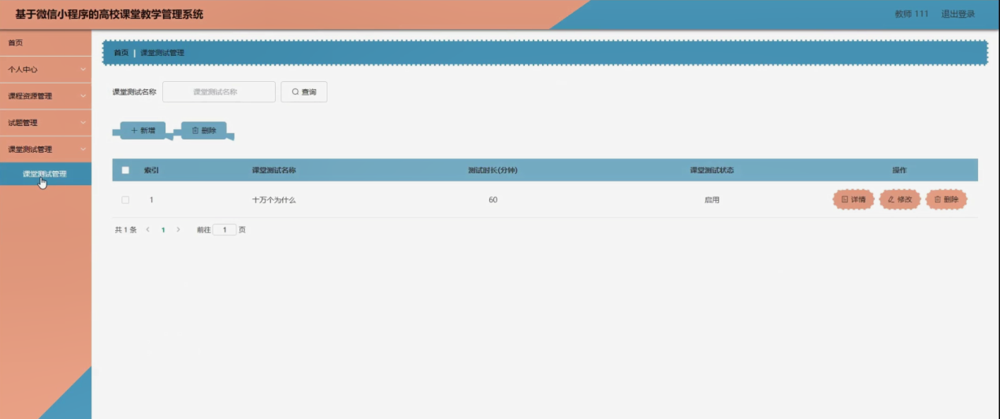 基于微信小程序的高校课堂教学管理系统
教师 111 退出登录
首页
个人中心
课程资源管理
试题管理
课堂测试管理
课堂测试管理
首页 | 课堂测试管理
课堂测试名称 课堂测试名称 查询
新增 删除
索引 课堂测试名称 测试时长(分钟) 课堂测试状态 操作
1 十万个为什么 60 启用 详情 修改 删除
共 1 条 < 1 > 前往 1 页